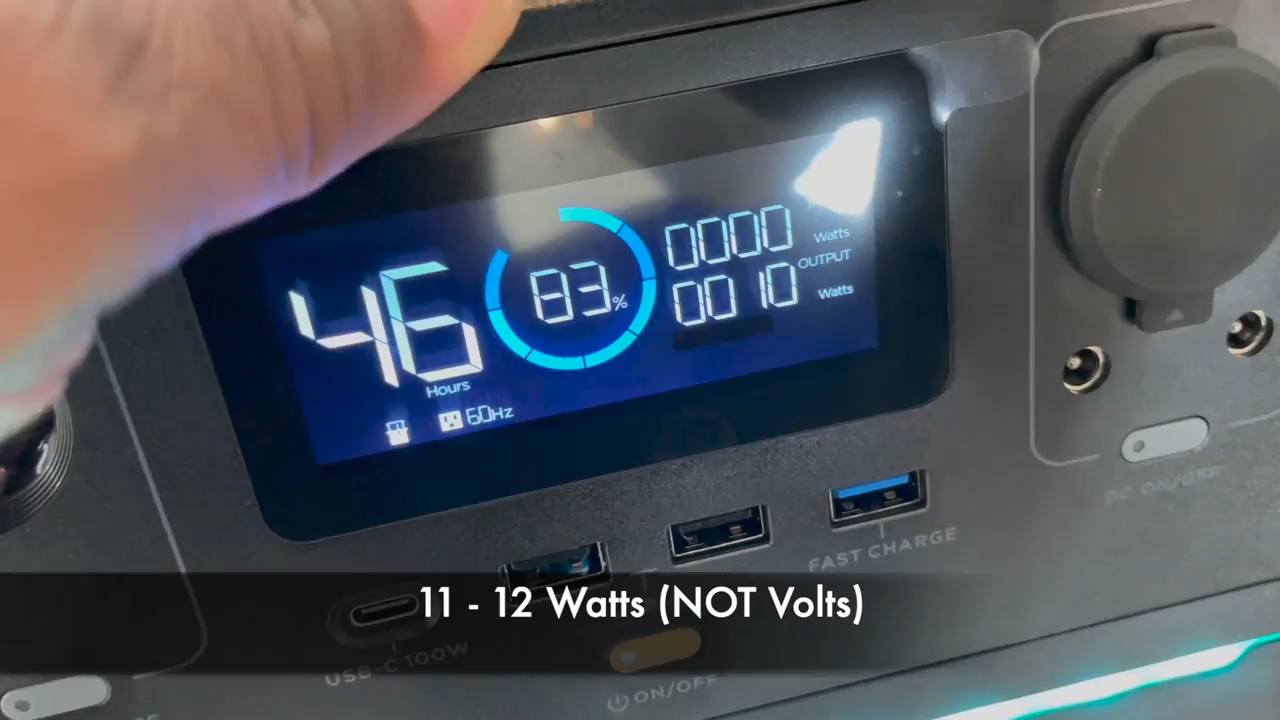 0000
Watts
OUTPUT
46
83%
0010
Watts
Hours
60Hz
FAST CHARGE
11 - 12 Watts (NOT Volts)
USB-C 100W
ON/OFF
DC ON/OFF